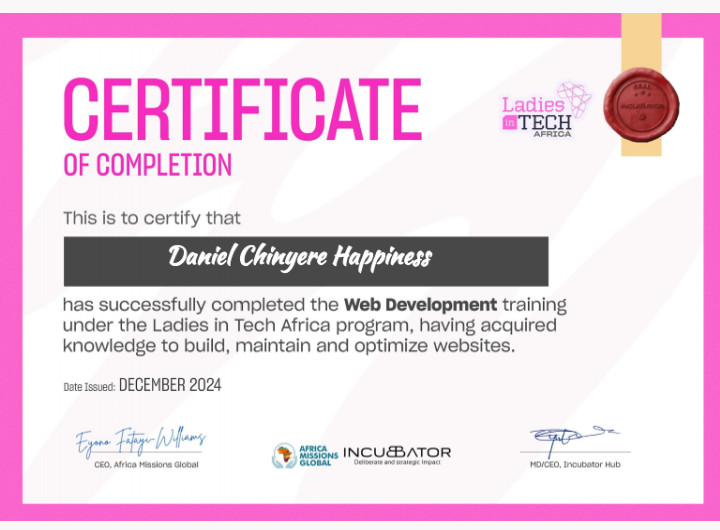 CERTIFICATE
OF COMPLETION
Ladies
in TECH
AFRICA
INCUBATOR
This is to certify that
Daniel Chinyere Happiness
has successfully completed the Web Development training
under the Ladies in Tech Africa program, having acquired
knowledge to build, maintain and optimize websites.
Date Issued: DECEMBER 2024
Eyono Fatayi-Williams
CEO, Africa Missions Global
AFRICA
MISSIONS
GLOBAL
INCUBATOR
Deliberate and strategic Impact
MD/CEO, Incubator Hub